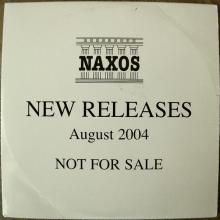 NAXOS
NEW RELEASES
August 2004
NOT FOR SALE